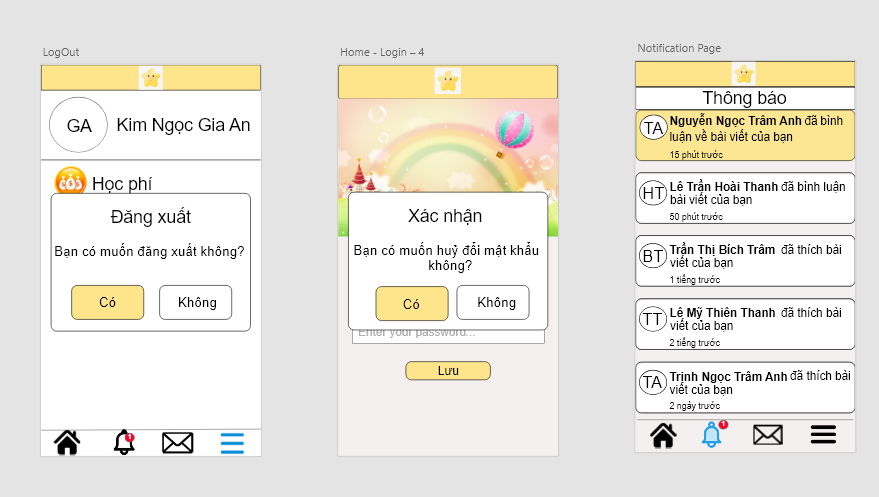 LogOut
GA
Kim Ngọc Gia An
Học phí
Đăng xuất
Bạn có muốn đăng xuất không?
Có
Không
1
Home - Login – 4
Xác nhận
Bạn có muốn huỷ đổi mật khẩu
không?
Có
Không
Enter your password...
Lưu
Notification Page
Thông báo
TA
Nguyễn Ngọc Trâm Anh đã bình
luận về bài viết của bạn
15 phút trước
HT
Lê Trần Hoài Thanh đã bình luận
bài viết của bạn
50 phút trước
BT
Trần Thị Bích Trâm đã thích bài
viết của bạn
1 tiếng trước
TT
Lê Mỹ Thiên Thanh đã thích bài
viết của bạn
2 tiếng trước
TA
Trịnh Ngọc Trâm Anh đã thích bài
viết của bạn
2 ngày trước
1